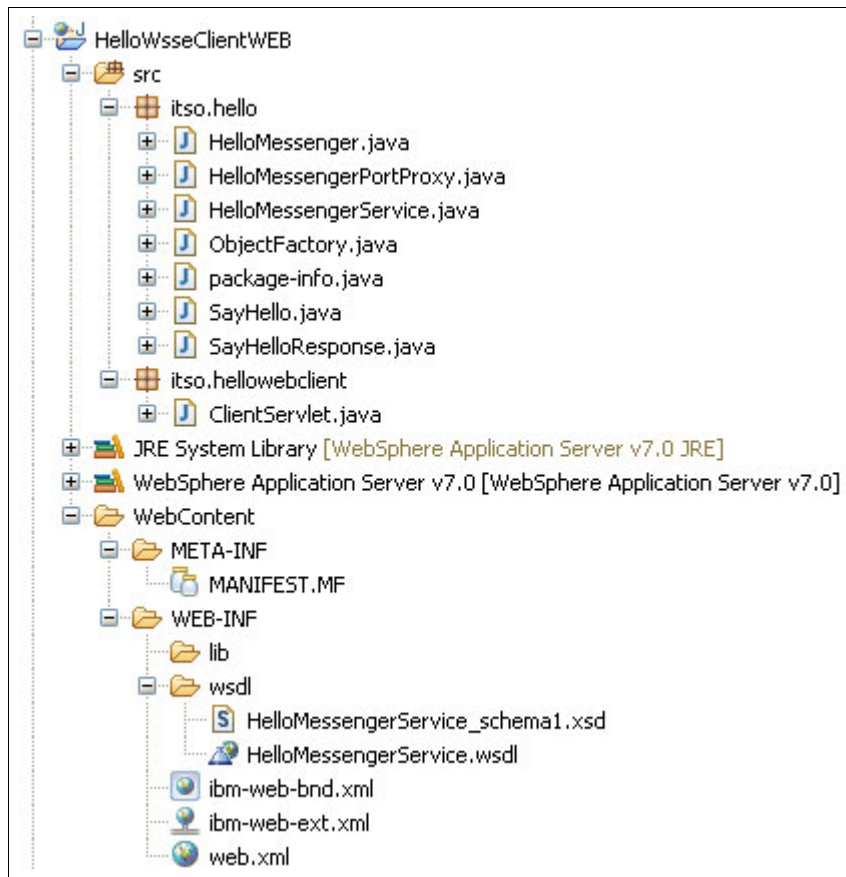 HelloWsseClientWEB
src
itso.hello
HelloMessenger.java
HelloMessengerPortProxy.java
HelloMessengerService.java
ObjectFactory.java
package-info.java
SayHello.java
SayHelloResponse.java
itso.hellowebclient
ClientServlet.java
JRE System Library [WebSphere Application Server v7.0 JRE]
WebSphere Application Server v7.0 [WebSphere Application Server v7.0]
WebContent
META-INF
MANIFEST.MF
WEB-INF
lib
wsdl
HelloMessengerService_schema1.xsd
HelloMessengerService.wsdl
ibm-web-bnd.xml
ibm-web-ext.xml
web.xml